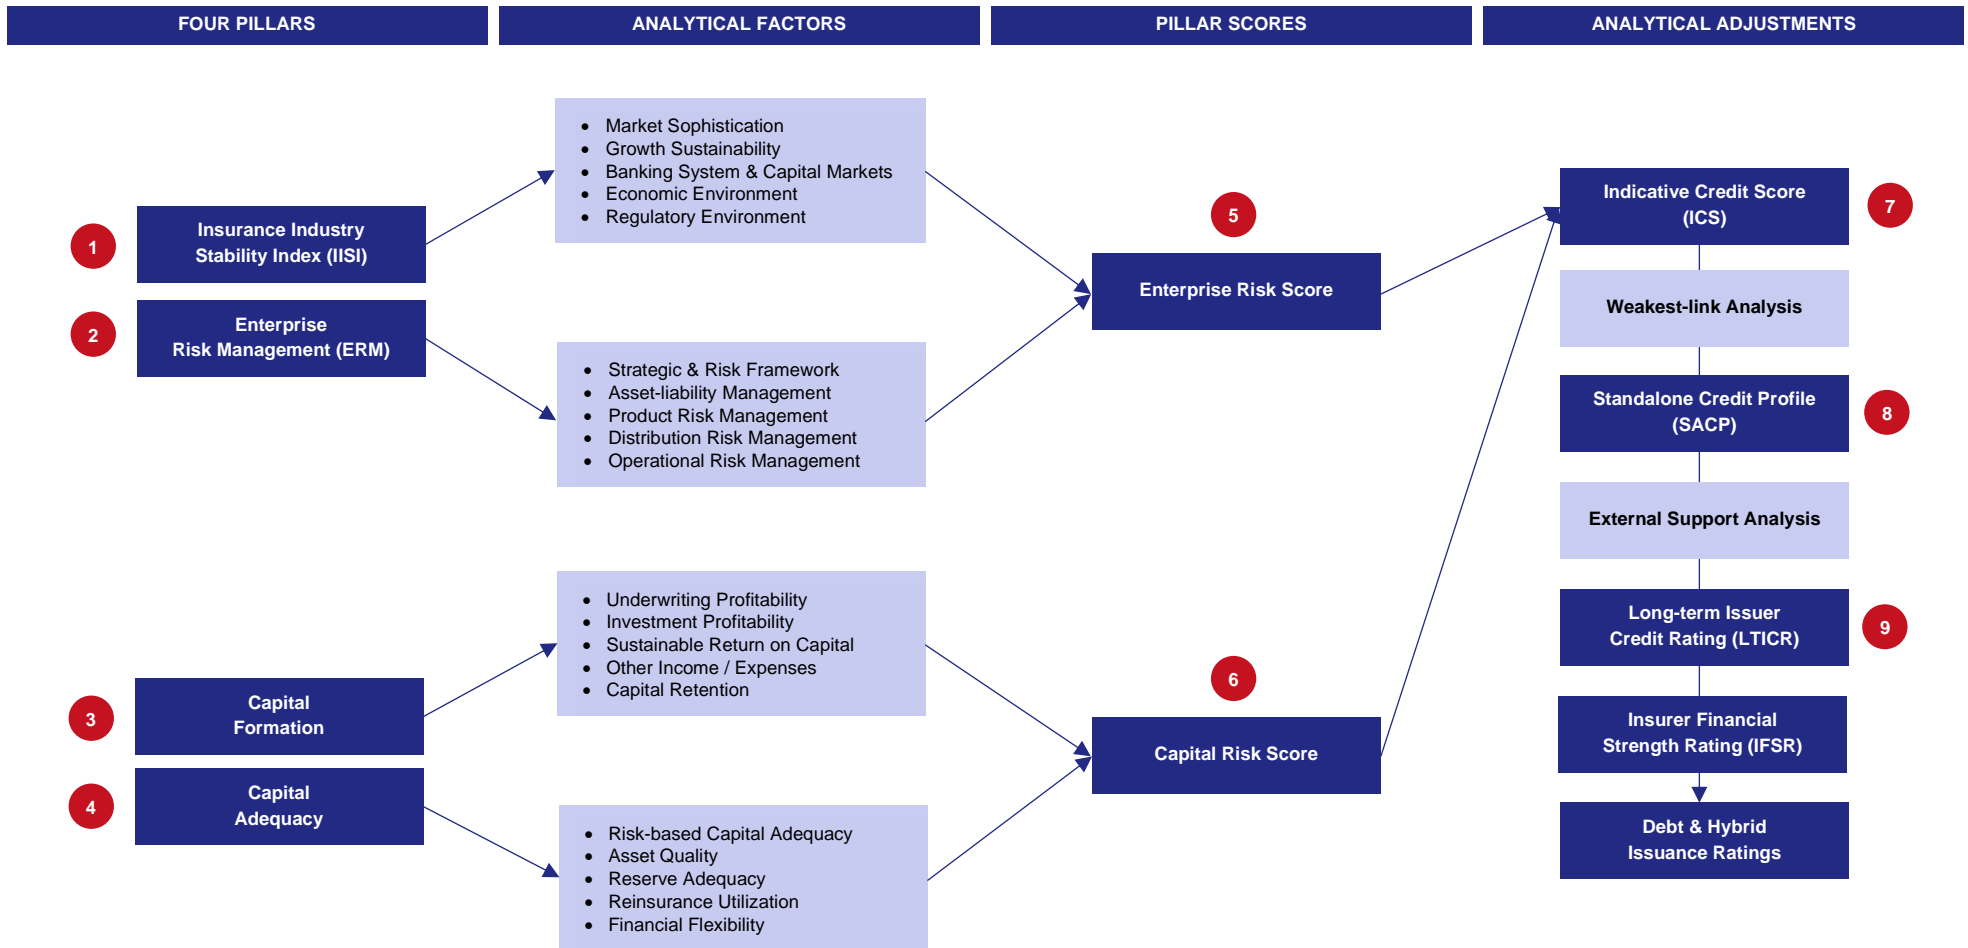 FOUR PILLARS
ANALYTICAL FACTORS
PILLAR SCORES
ANALYTICAL ADJUSTMENTS
1
Insurance Industry
Stability Index (IISI)
2
Enterprise
Risk Management (ERM)
3
Capital
Formation
4
Capital
Adequacy
• Market Sophistication
• Growth Sustainability
• Banking System & Capital Markets
• Economic Environment
• Regulatory Environment
• Strategic & Risk Framework
• Asset-liability Management
• Product Risk Management
• Distribution Risk Management
• Operational Risk Management
• Underwriting Profitability
• Investment Profitability
• Sustainable Return on Capital
• Other Income / Expenses
• Capital Retention
• Risk-based Capital Adequacy
• Asset Quality
• Reserve Adequacy
• Reinsurance Utilization
• Financial Flexibility
5
Enterprise Risk Score
6
Capital Risk Score
Indicative Credit Score
(ICS)
7
Weakest-link Analysis
Standalone Credit Profile
(SACP)
8
External Support Analysis
Long-term Issuer
Credit Rating (LTICR)
9
Insurer Financial
Strength Rating (IFSR)
Debt & Hybrid
Issuance Ratings